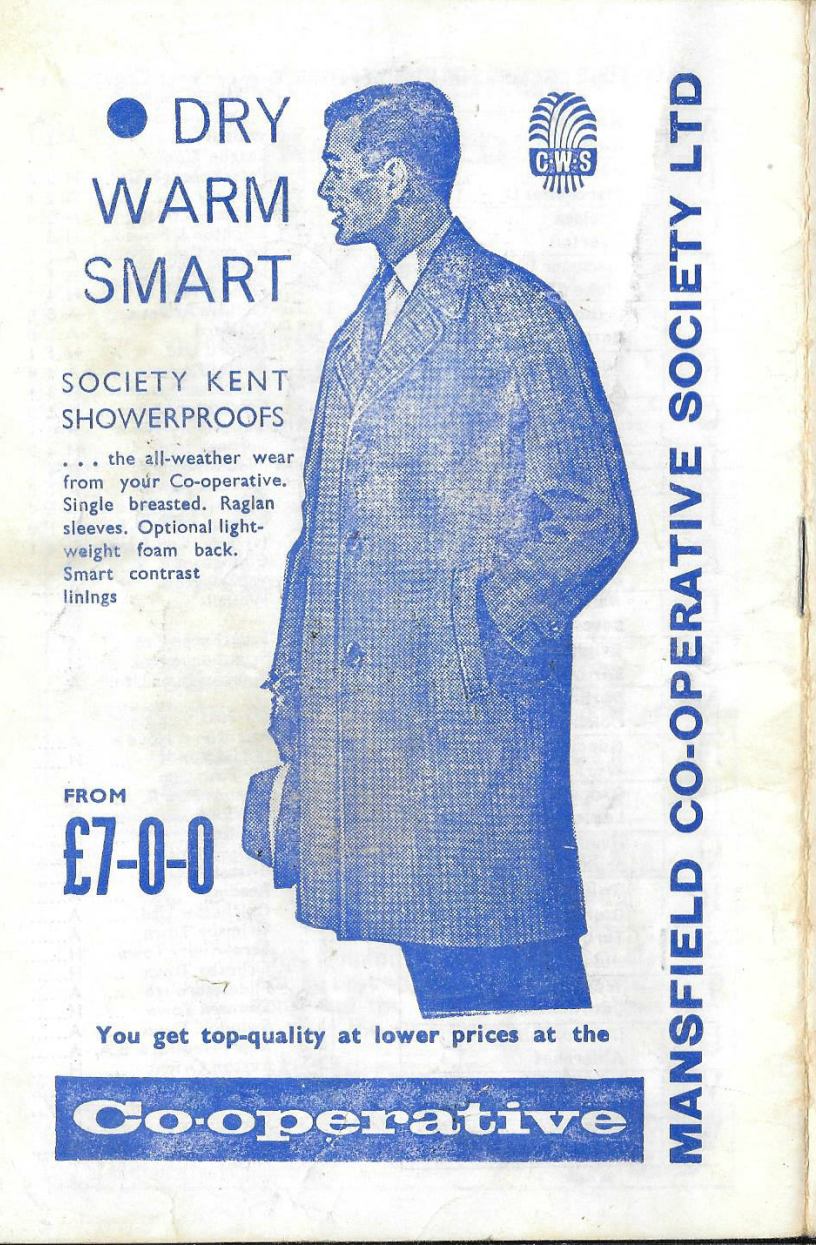 ● DRY
WARM
SMART
C·W·S
SOCIETY KENT
SHOWERPROOFS
. . . the all-weather wear
from your Co-operative.
Single breasted. Raglan
sleeves. Optional light-
weight foam back.
Smart contrast
linings
FROM
£7-0-0
You get top-quality at lower prices at the
Co-operative
MANSFIELD CO-OPERATIVE SOCIETY LTD